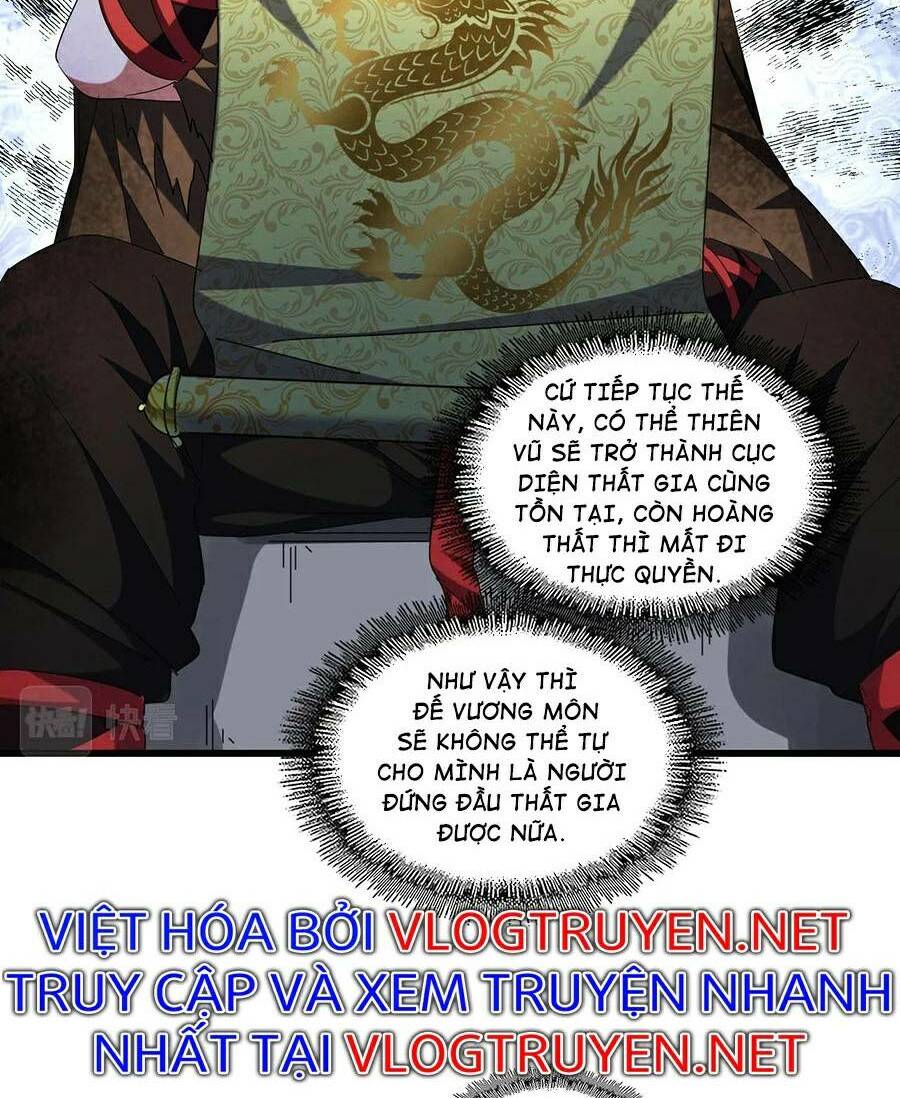 CỨ TIẾP TỤC THẾ
NÀY, CÓ THỂ THIÊN
VŨ SẼ TRỞ THÀNH CỤC
DIỆN THẤT GIA CÙNG
TỒN TẠI, CÒN HOÀNG
THẤT THÌ MẤT ĐI
THỰC QUYỀN.
NHƯ VẬY THÌ
ĐẾ VƯƠNG MÔN
SẼ KHÔNG THỂ TỰ
CHO MÌNH LÀ NGƯỜI
ĐỨNG ĐẦU THẤT GIA
ĐƯỢC NỮA.
快看! 快看
VIỆT HÓA BỞI VLOGTRUYEN.NET
TRUY CẬP VÀ XEM TRUYỆN NHANH
NHẤT TẠI VLOGTRUYEN.NET